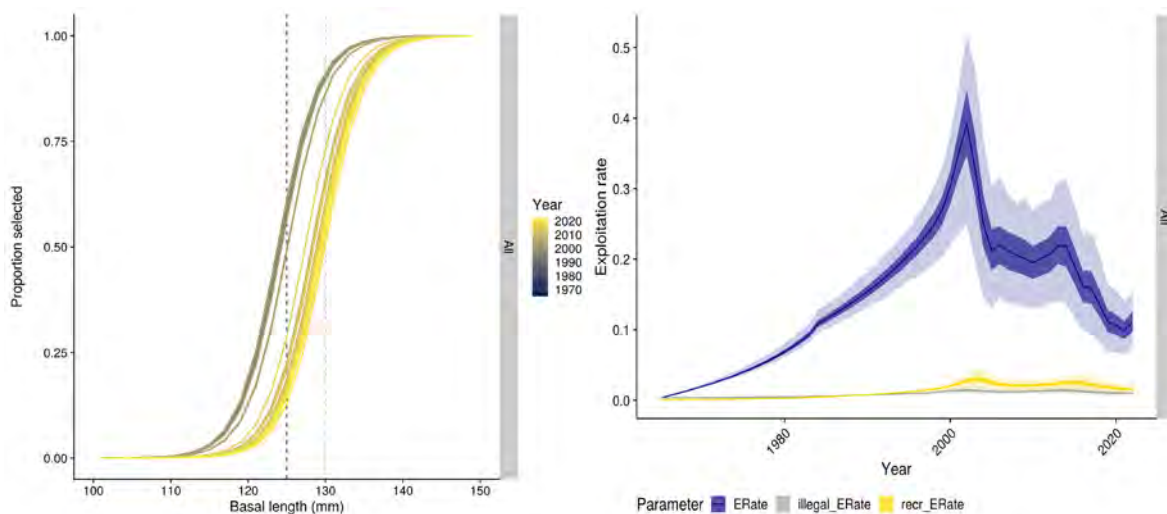 1.00
0.75
0.50
0.25
0.00
Proportion selected
100 110 120 130 140 150
Basal length (mm)
All
Year
2020
2010
2000
1990
1980
1970
0.5
0.4
0.3
0.2
0.1
0.0
Exploitation rate
1980 2000 2020
Year
All
Parameter ERate illegal_ERate recr_ERate